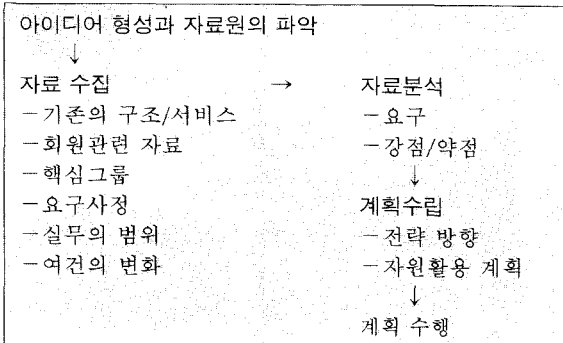 아이디어 형성과 자료원의 파악
↓
자료 수집 → 자료분석
－기존의 구조/서비스 －요구
－회원관련 자료 －강점/약점
－핵심그룹 ↓
－요구사정 계획수립
－실무의 범위 －전략 방향
－여건의 변화 －자원활용 계획
↓
계획 수행